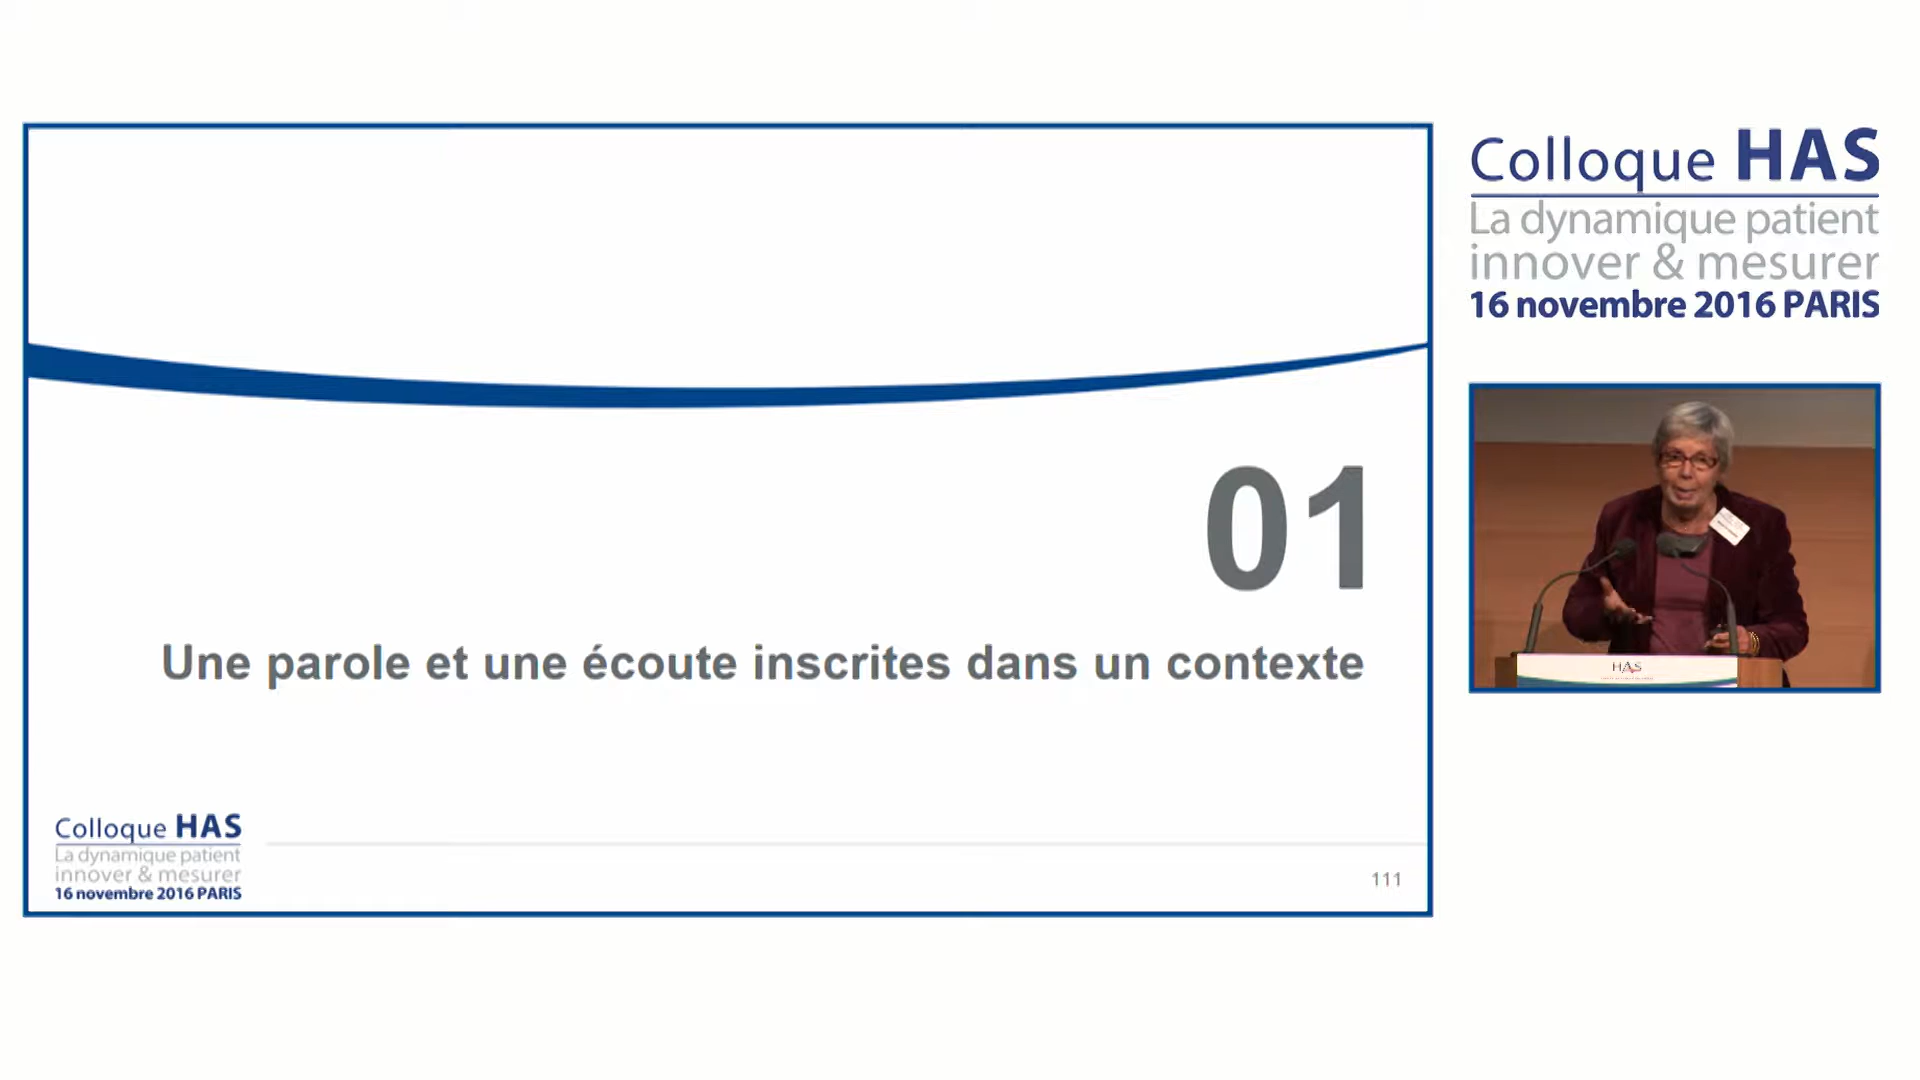 01
Une parole et une écoute inscrites dans un contexte
Colloque HAS
La dynamique patient
innover & mesurer
16 novembre 2016 PARIS
111
Colloque HAS
La dynamique patient
innover & mesurer
16 novembre 2016 PARIS
HAS